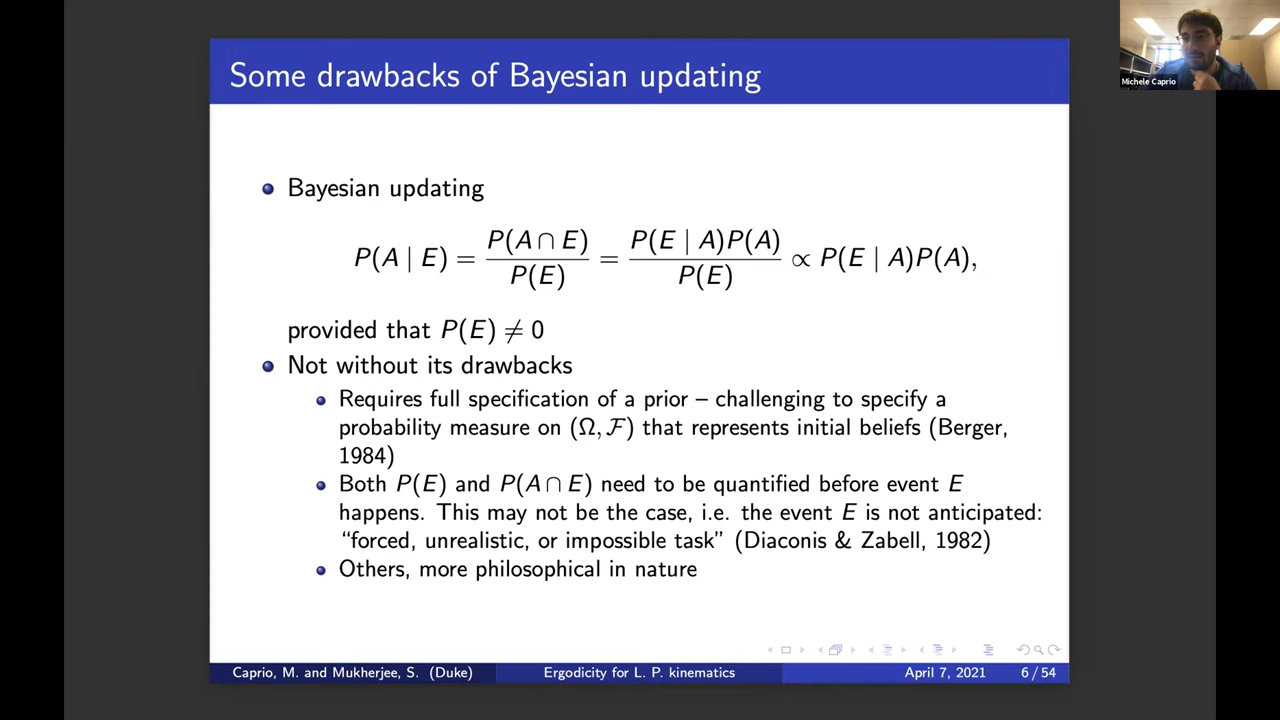 Some drawbacks of Bayesian updating
Michele Caprio
Bayesian updating
P(A | E) = P(A ∩ E) / P(E) = P(E | A)P(A) / P(E) ∝ P(E | A)P(A),
provided that P(E) ≠ 0
Not without its drawbacks
Requires full specification of a prior – challenging to specify a
probability measure on (Ω, ℱ) that represents initial beliefs (Berger,
1984)
Both P(E) and P(A ∩ E) need to be quantified before event E
happens. This may not be the case, i.e. the event E is not anticipated:
“forced, unrealistic, or impossible task” (Diaconis & Zabell, 1982)
Others, more philosophical in nature
Caprio, M. and Mukherjee, S. (Duke)
Ergodicity for L. P. kinematics
April 7, 2021
6 / 54